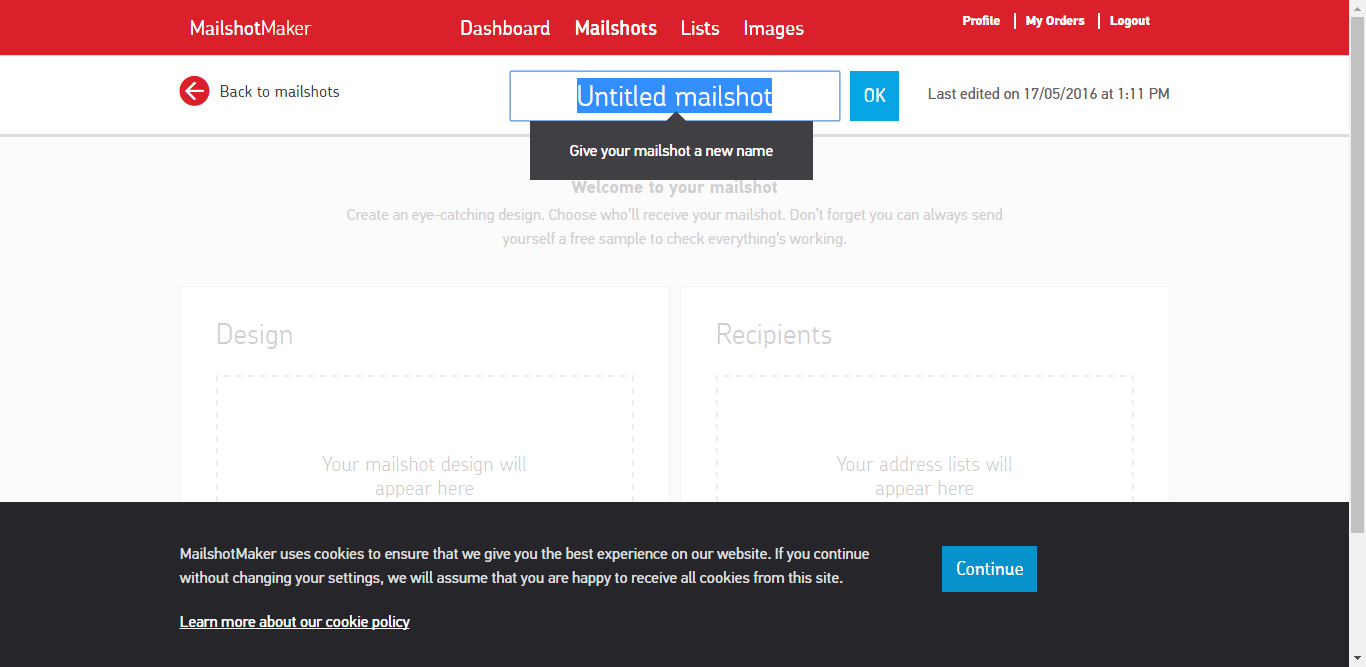 MailshotMaker
Dashboard Mailshots Lists Images
Profile My Orders Logout
Back to mailshots
Untitled mailshot
OK
Last edited on 17/05/2016 at 1:11 PM
Give your mailshot a new name
Welcome to your mailshot
Create an eye-catching design. Choose who'll receive your mailshot. Don't forget you can always send
yourself a free sample to check everything's working.
Design
Your mailshot design will
appear here
Recipients
Your address lists will
appear here
MailshotMaker uses cookies to ensure that we give you the best experience on our website. If you continue
without changing your settings, we will assume that you are happy to receive all cookies from this site.
Continue
Learn more about our cookie policy